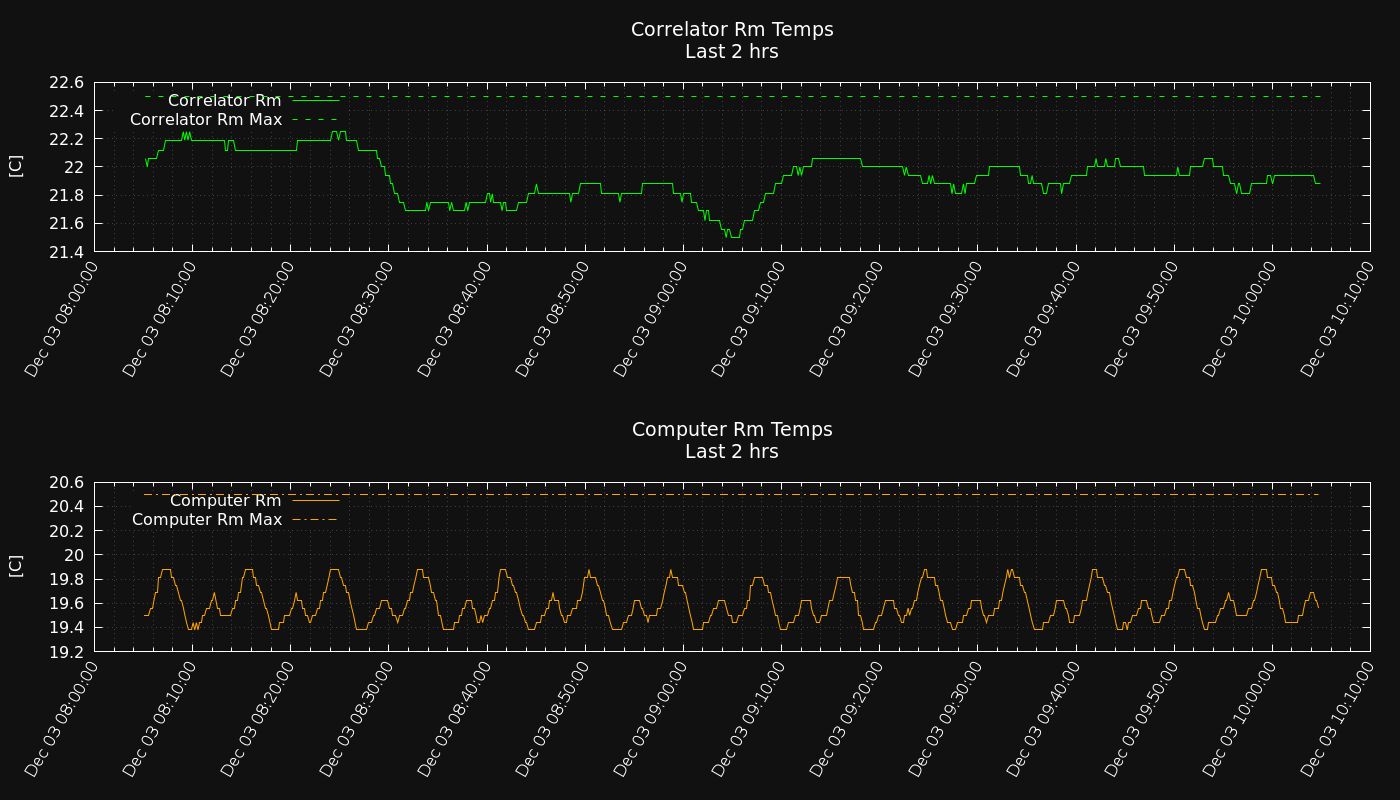 Correlator Rm Temps
Last 2 hrs
22.6
22.4
22.2
22
21.8
21.6
21.4
[C]
Correlator Rm
Correlator Rm Max
Dec 03 08:00:00
Dec 03 08:10:00
Dec 03 08:20:00
Dec 03 08:30:00
Dec 03 08:40:00
Dec 03 08:50:00
Dec 03 09:00:00
Dec 03 09:10:00
Dec 03 09:20:00
Dec 03 09:30:00
Dec 03 09:40:00
Dec 03 09:50:00
Dec 03 10:00:00
Dec 03 10:10:00
Computer Rm Temps
Last 2 hrs
20.6
20.4
20.2
20
19.8
19.6
19.4
19.2
[C]
Computer Rm
Computer Rm Max
Dec 03 08:00:00
Dec 03 08:10:00
Dec 03 08:20:00
Dec 03 08:30:00
Dec 03 08:40:00
Dec 03 08:50:00
Dec 03 09:00:00
Dec 03 09:10:00
Dec 03 09:20:00
Dec 03 09:30:00
Dec 03 09:40:00
Dec 03 09:50:00
Dec 03 10:00:00
Dec 03 10:10:00